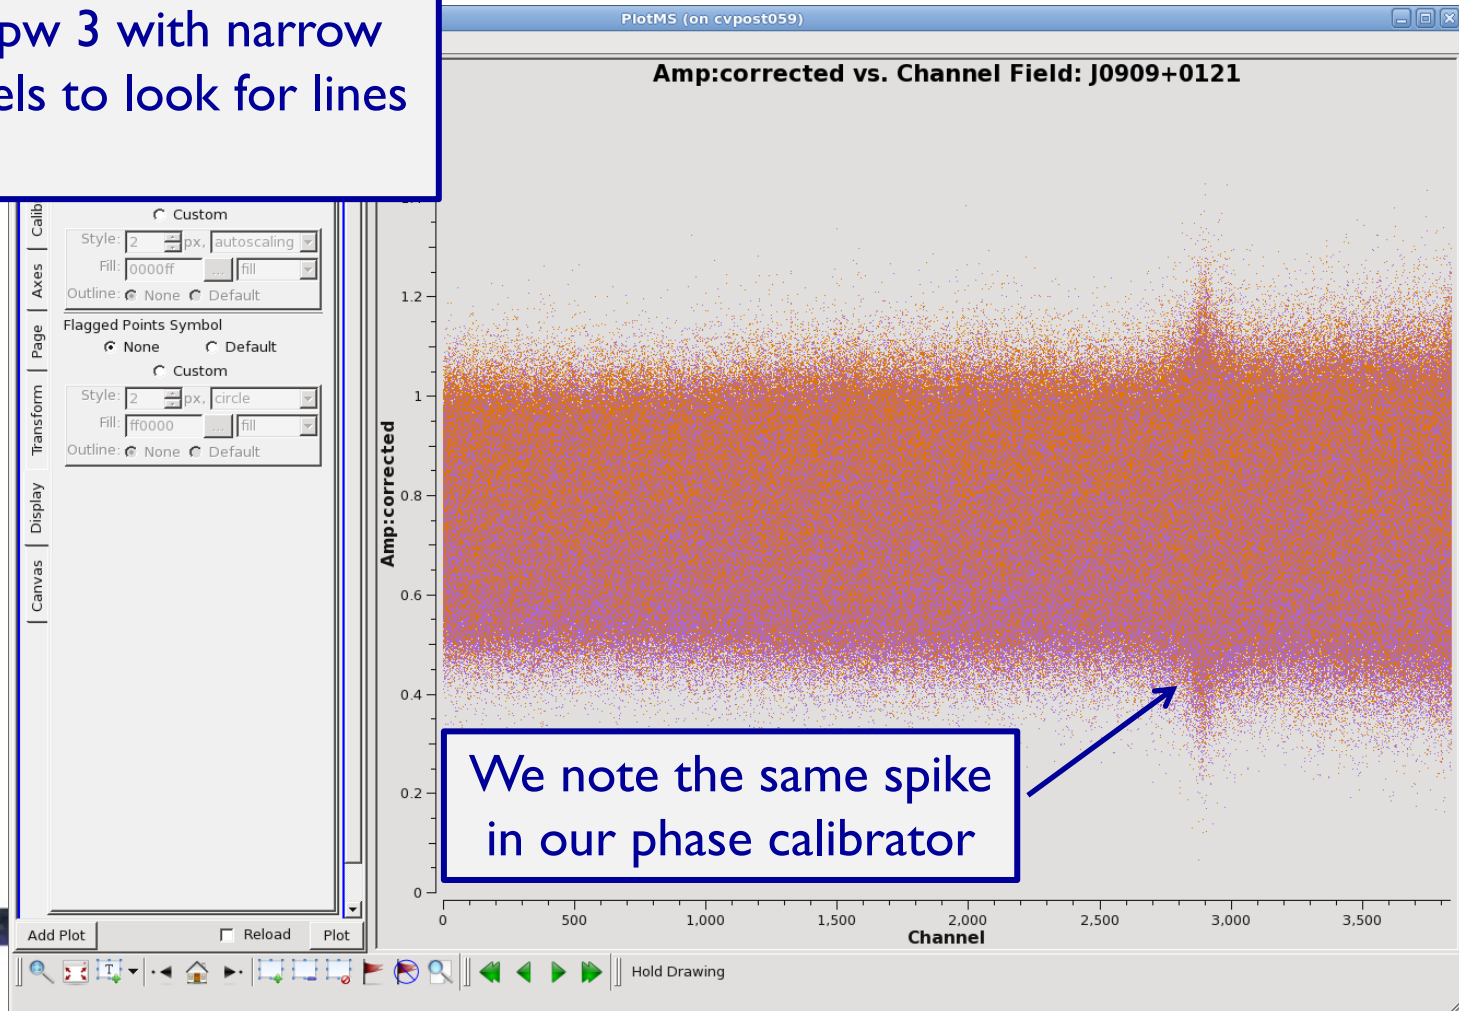 PlotMS (on cvpost059)
pw 3 with narrow
els to look for lines
Amp:corrected vs. Channel Field: J0909+0121
Calib
Axes
Page
Transform
Display
Canvas
Custom
Style: 2 px, autoscaling
Fill: 0000ff ... fill
Outline: None Default
Flagged Points Symbol
None Default
Custom
Style: 2 px, circle
Fill: ff0000 ... fill
Outline: None Default
Amp:corrected
1.2
1
0.8
0.6
0.4
0.2
0
We note the same spike
in our phase calibrator
0 500 1,000 1,500 2,000 2,500 3,000 3,500
Channel
Add Plot Reload Plot
T Hold Drawing